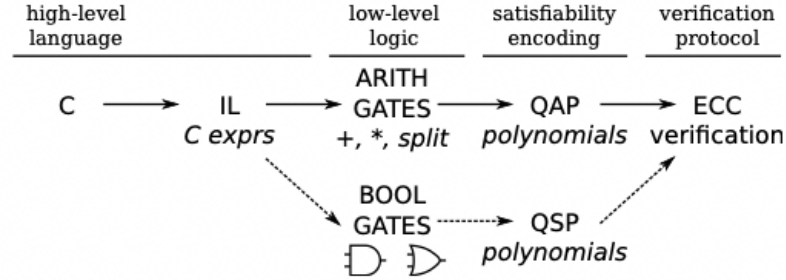 high-level
language
low-level
logic
satisfiability
encoding
verification
protocol
C
IL
C exprs
ARITH
GATES
+, *, split
QAP
polynomials
ECC
verification
BOOL
GATES
QSP
polynomials